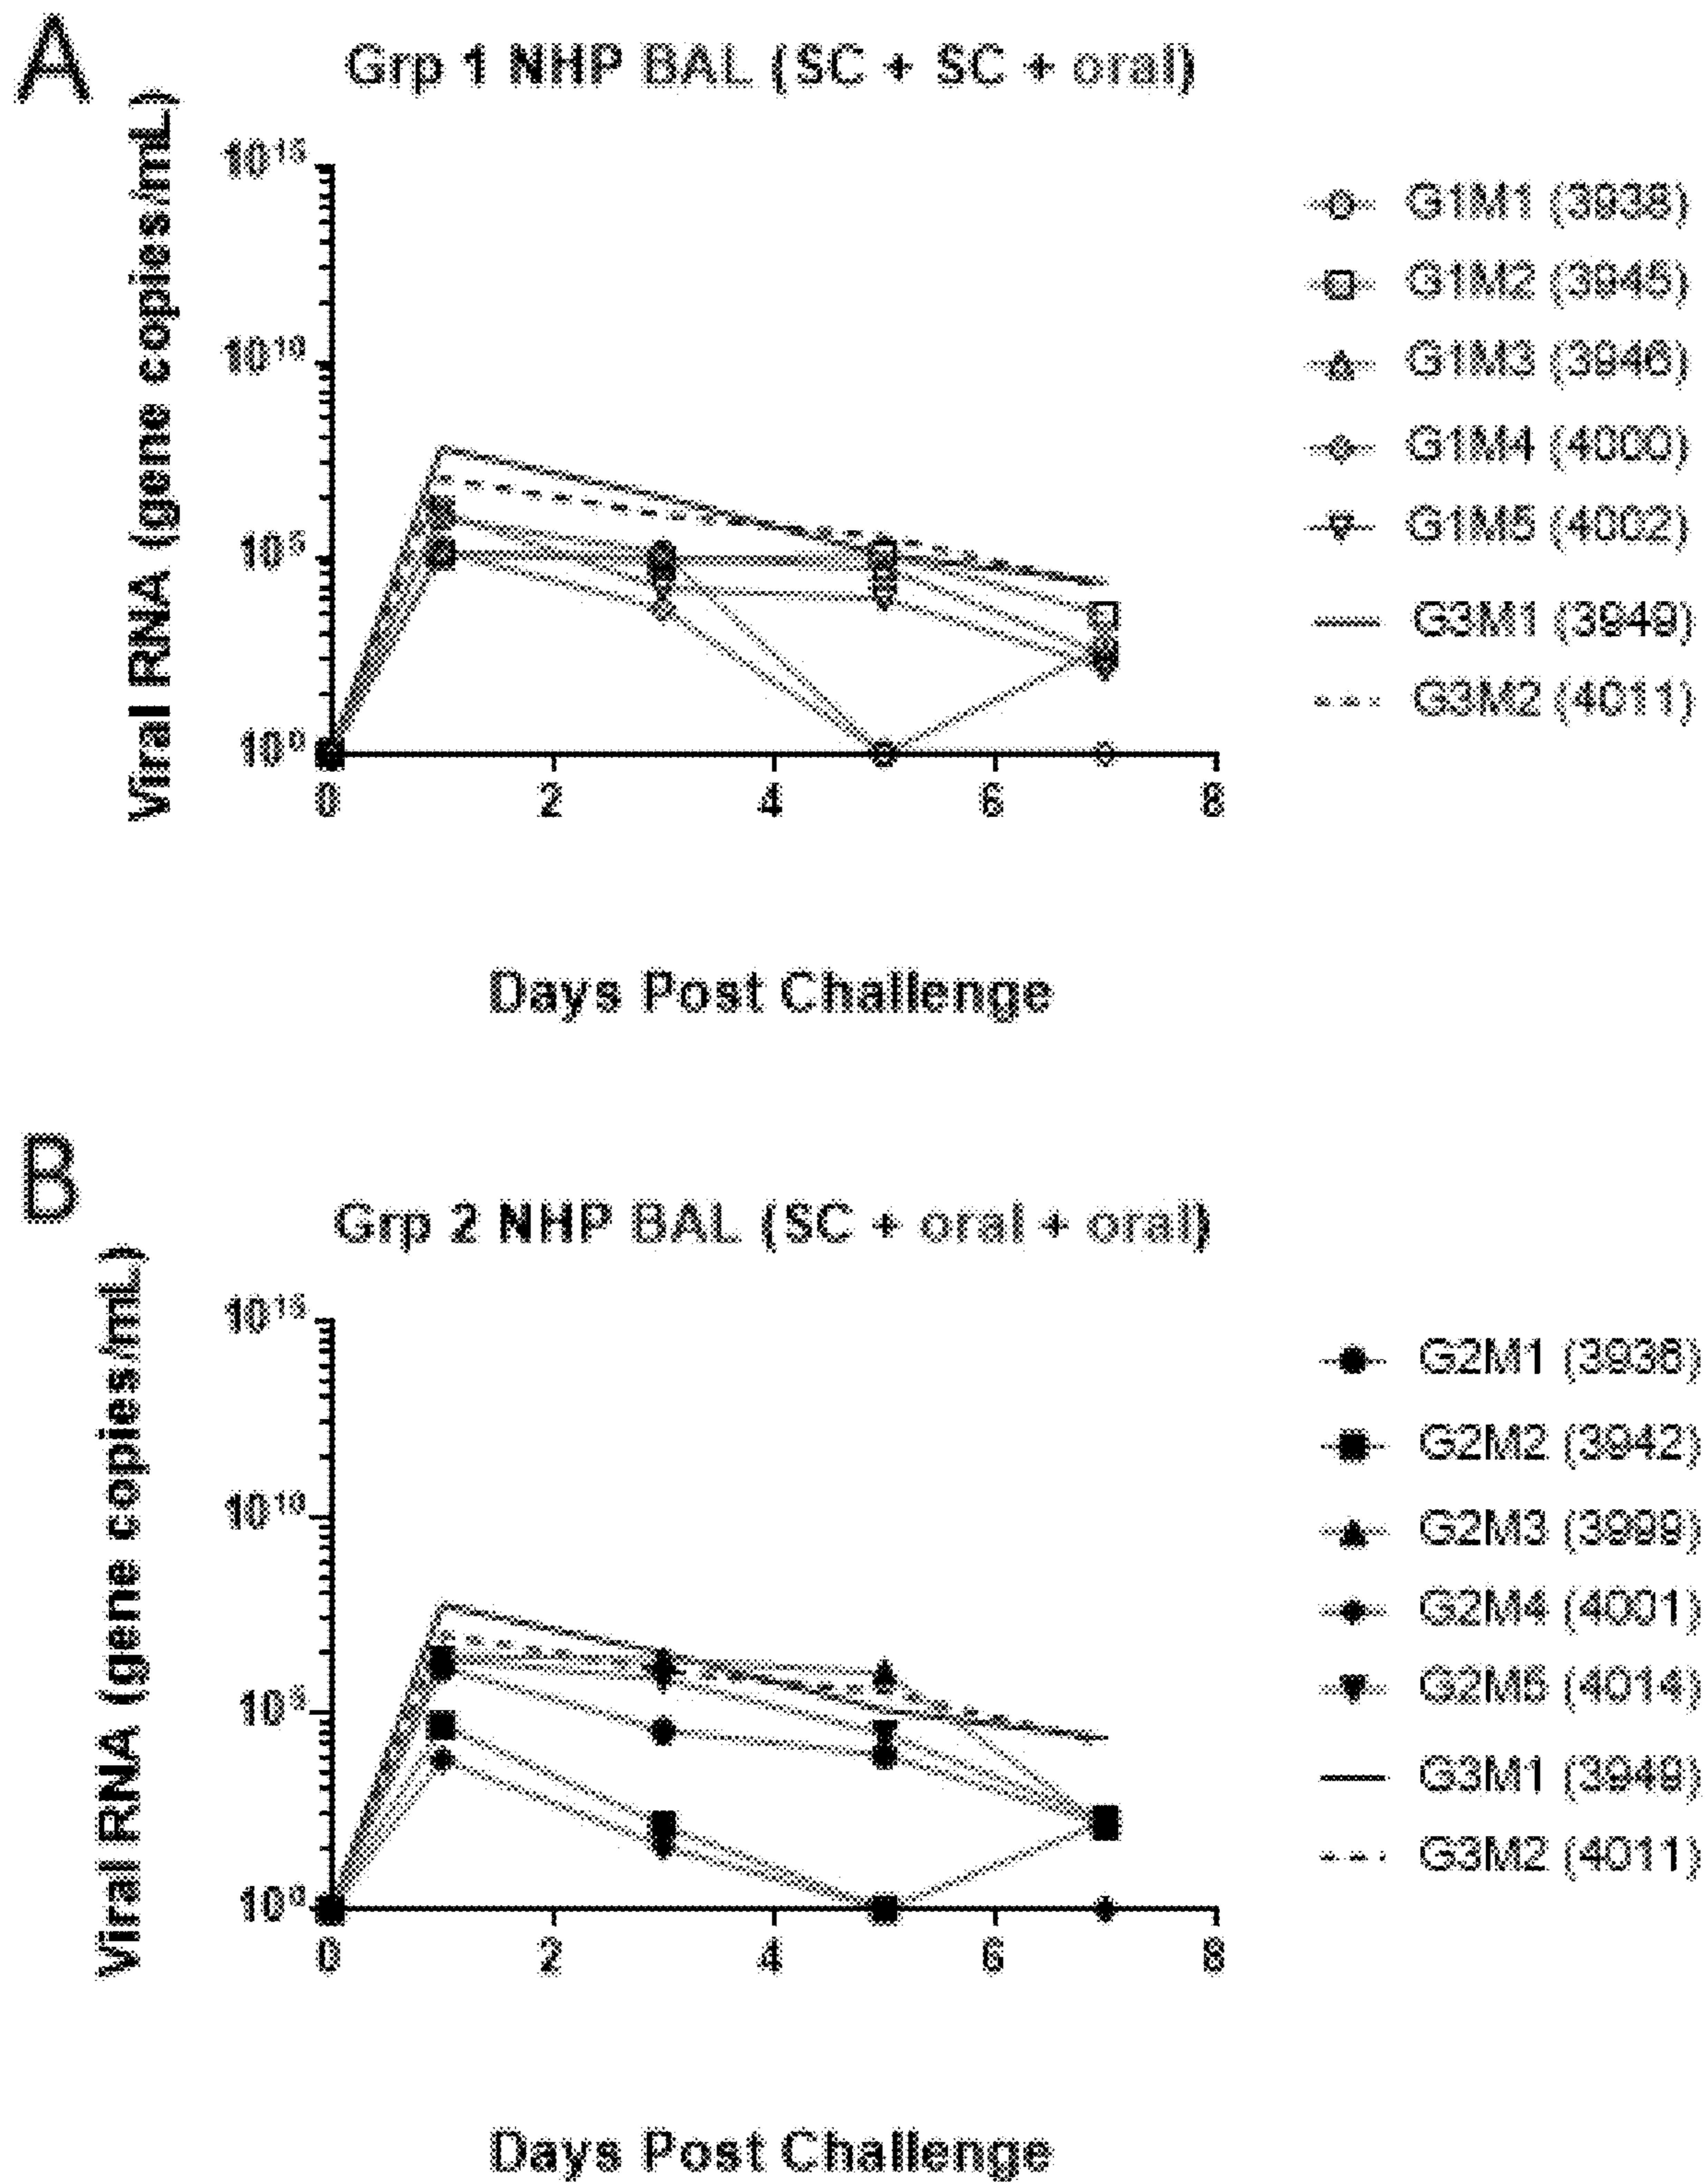 A
Grp 1 NHP BAL (SC + SC + oral)
Viral RNA (gene copies/mL)
10^15
10^10
10^5
10^0
0 2 4 6 8
Days Post Challenge
G1M1 (3938)
G1M2 (3945)
G1M3 (3946)
G1M4 (4000)
G1M5 (4002)
G3M1 (3949)
G3M2 (4011)
B
Grp 2 NHP BAL (SC + oral + oral)
Viral RNA (gene copies/mL)
10^15
10^10
10^5
10^0
0 2 4 6 8
Days Post Challenge
G2M1 (3938)
G2M2 (3942)
G2M3 (3999)
G2M4 (4001)
G2M5 (4014)
G3M1 (3949)
G3M2 (4011)